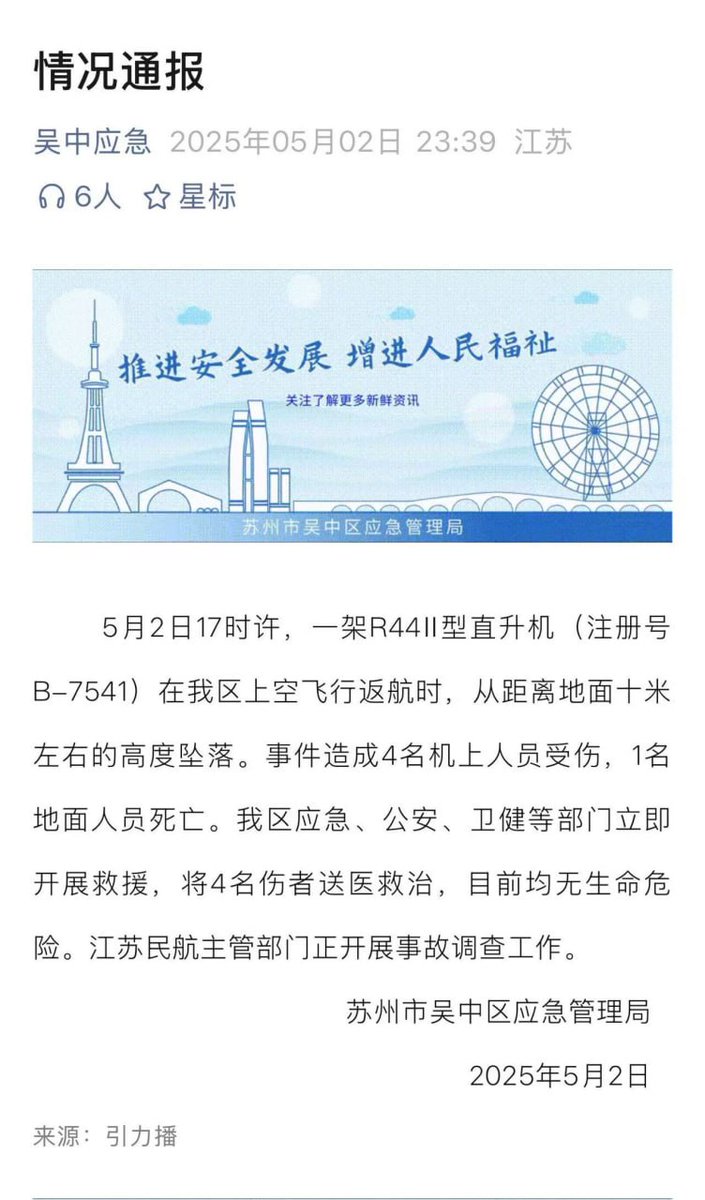 情况通报
吴中应急 2025年05月02日 23:39 江苏
6人 星标
推进安全发展 增进人民福祉
关注了解更多新鲜资讯
苏州市吴中区应急管理局
5月2日17时许，一架R44II型直升机（注册号
B-7541）在我区上空飞行返航时，从距离地面十米
左右的高度坠落。事件造成4名机上人员受伤，1名
地面人员死亡。我区应急、公安、卫健等部门立即
开展救援，将4名伤者送医救治，目前均无生命危
险。江苏民航主管部门正开展事故调查工作。
苏州市吴中区应急管理局
2025年5月2日
来源：引力播